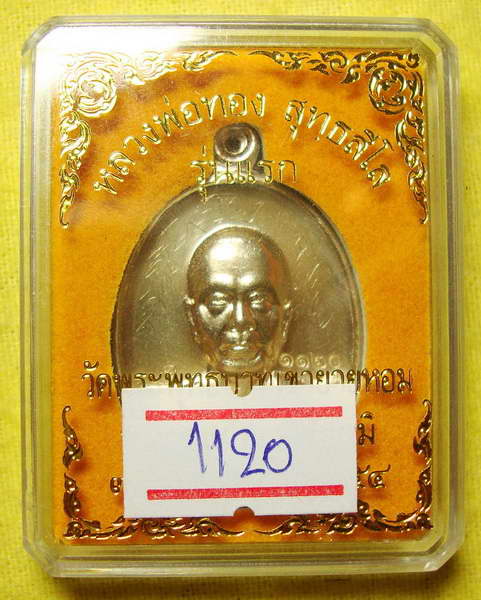 หลวงพ่อทอง สุทธสีโล
รุ่นแรก
๑๑๒๐
วัดพระพุทธบาทเขายายหอม
1120